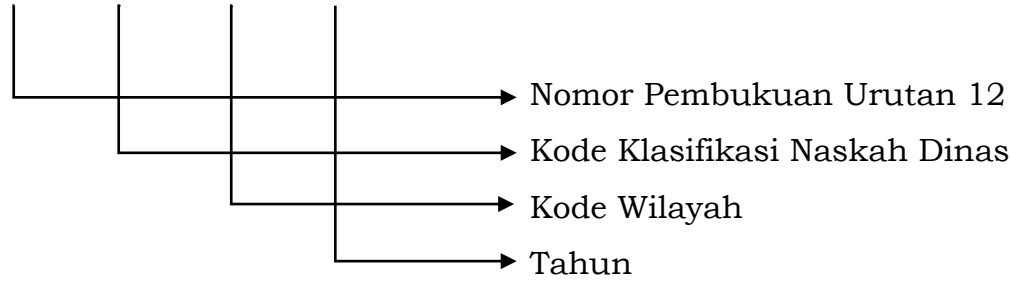 Nomor Pembukuan Urutan 12
Kode Klasifikasi Naskah Dinas
Kode Wilayah
Tahun